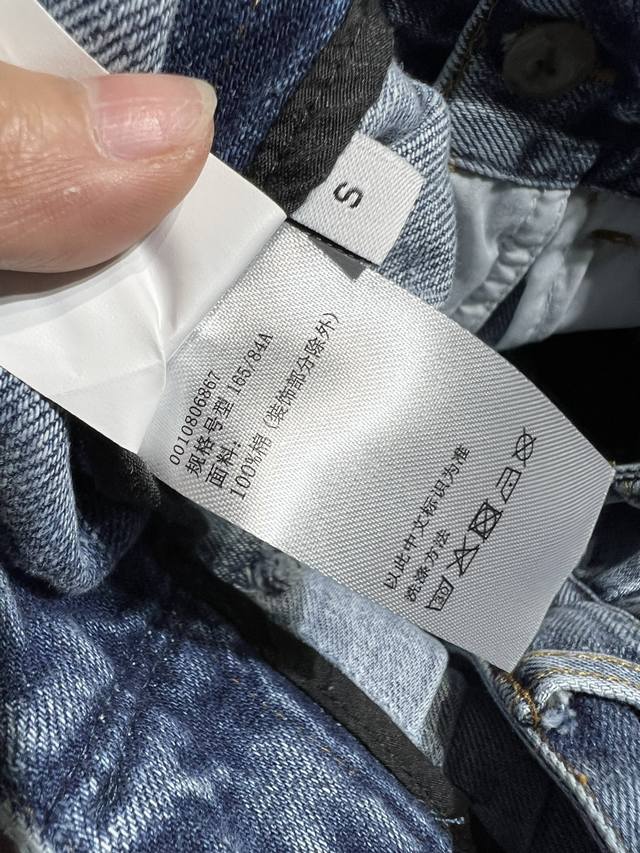 S
0010806867
规格号型:165/84A
面料:
100%棉 (装饰部分除外)
以此中文标识为准
洗涤方法